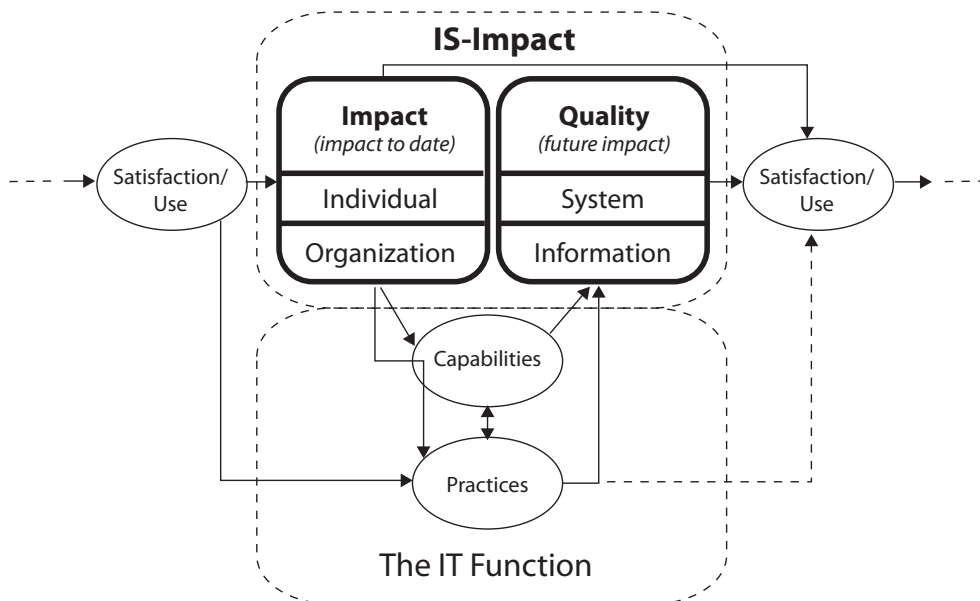 IS-Impact
Impact
(impact to date)
Individual
Organization
Quality
(future impact)
System
Information
Satisfaction/
Use
Satisfaction/
Use
Capabilities
Practices
The IT Function